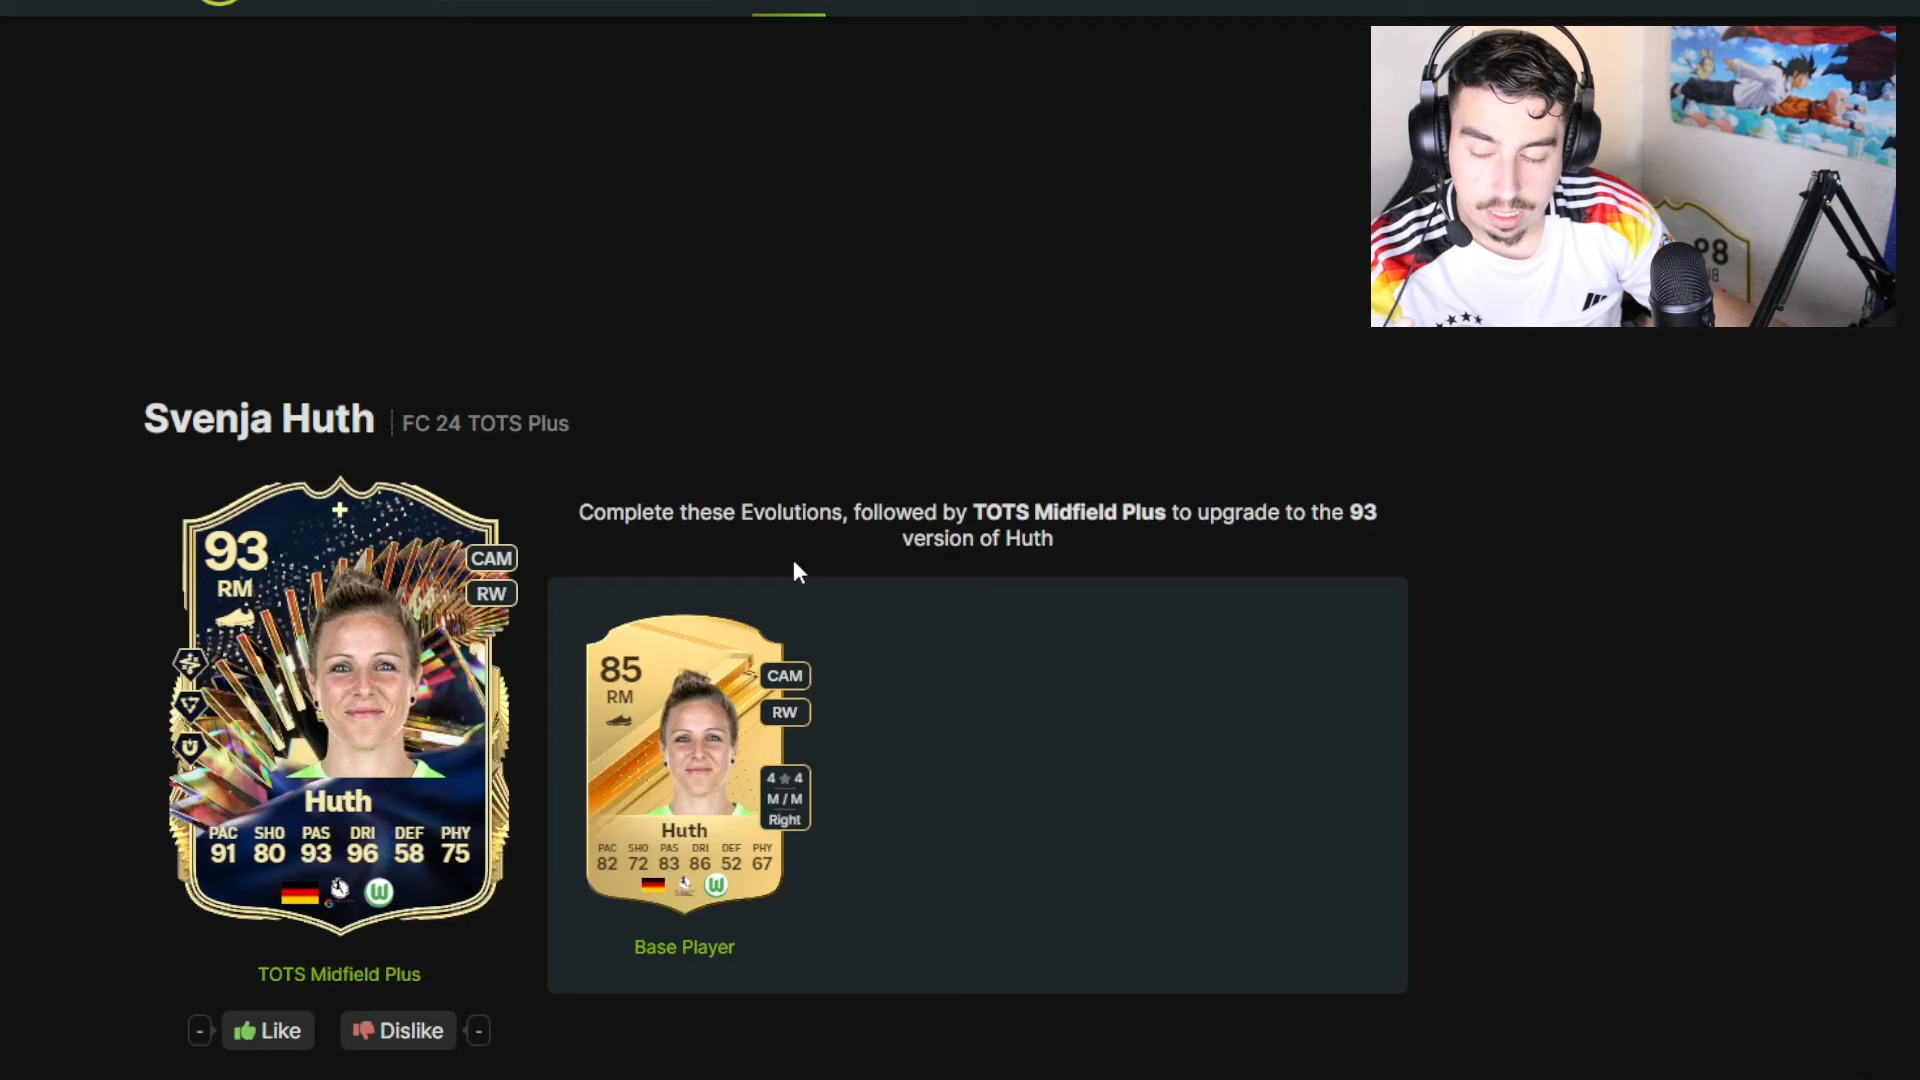 98
Svenja Huth
FC 24 TOTS Plus
Complete these Evolutions, followed by TOTS Midfield Plus to upgrade to the 93
version of Huth
93
RM
CAM
RW
Huth
PAC SHO PAS DRI DEF PHY
91 80 93 96 58 75
W
TOTS Midfield Plus
- Like Dislike -
85
RM
CAM
RW
4 ★ 4
M / M
Right
Huth
PAC SHO PAS DRI DEF PHY
82 72 83 86 52 67
W
Base Player